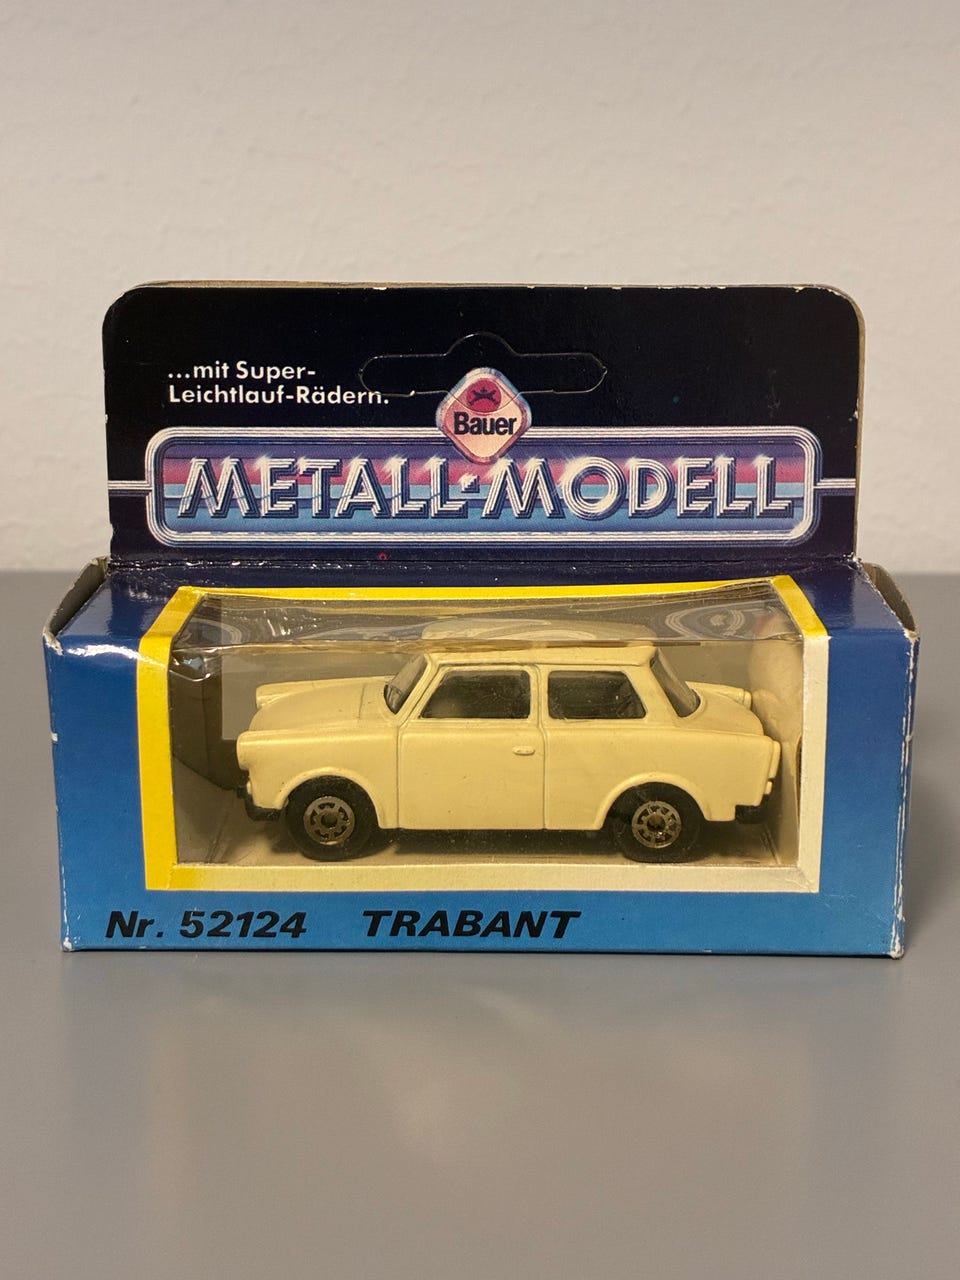 ...mit Super-
Leichtlauf-Rädern.
Bauer
METALL·MODELL
Nr. 52124 TRABANT